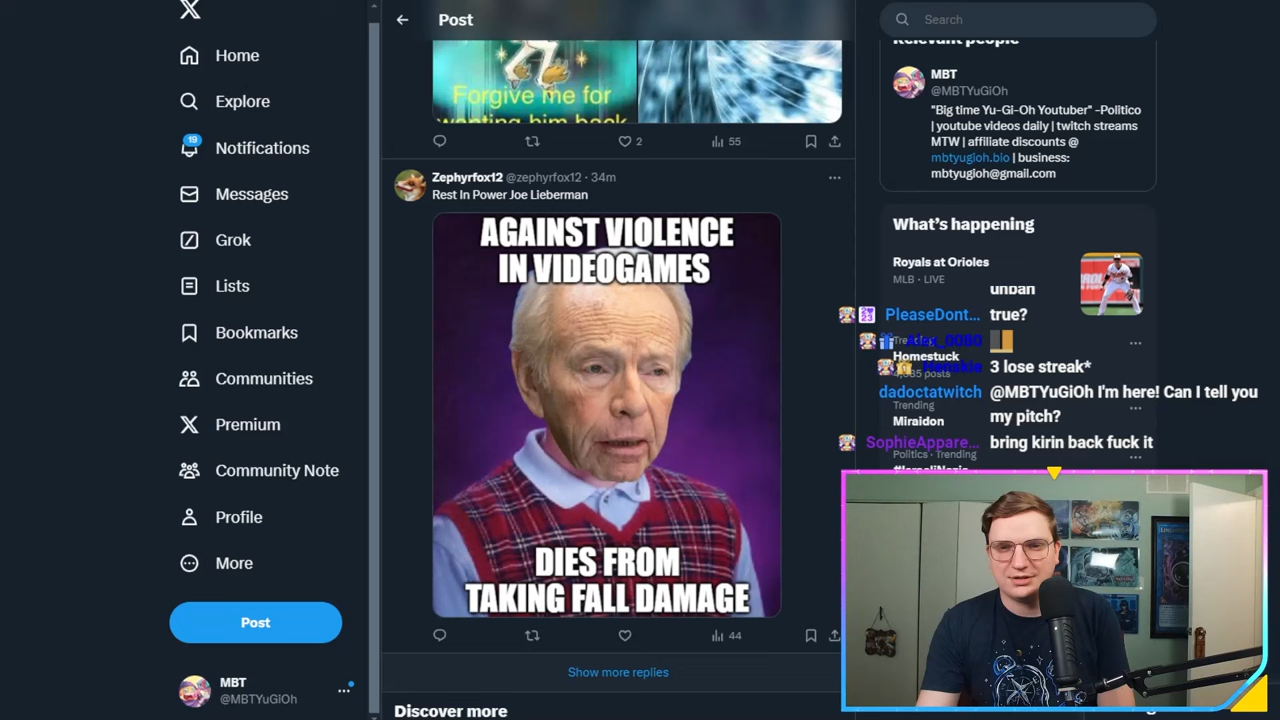 Home
Explore
19
Notifications
Messages
Grok
Lists
Bookmarks
Communities
Premium
Community Note
Profile
More
Post
MBT
@MBTYuGiOh
Post
Forgive me for
wanting him back
2
55
Zephyrfox12 @zephyrfox12 · 34m
Rest In Power Joe Lieberman
AGAINST VIOLENCE
IN VIDEOGAMES
DIES FROM
TAKING FALL DAMAGE
44
Show more replies
Discover more
Search
Relevant people
MBT
@MBTYuGiOh
"Big time Yu-Gi-Oh Youtuber" -Politico
| youtube videos daily | twitch streams
MTW | affiliate discounts @
mbtyugioh.bio | business:
mbtyugioh@gmail.com
What's happening
Royals at Orioles
MLB · LIVE
unban
PleaseDont... true?
Trending
Homestuck
posts
3 lose streak*
dadoctatwitch @MBTYuGiOh I'm here! Can I tell you
my pitch?
Trending
Miraidon
SophieAppare... bring kirin back fuck it
Politics · Trending